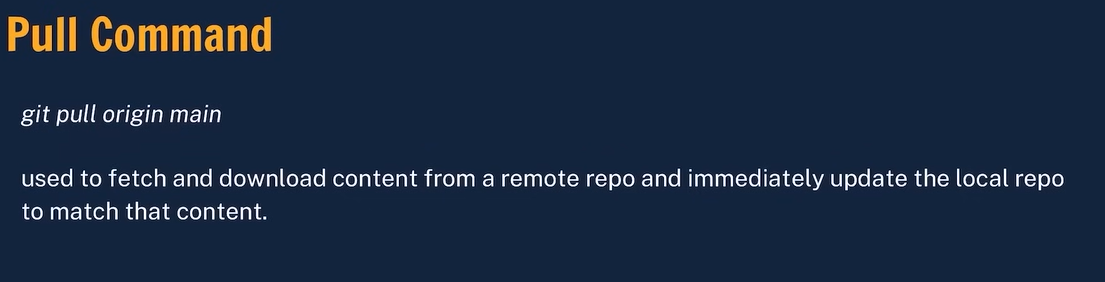 Pull Command
git pull origin main
used to fetch and download content from a remote repo and immediately update the local repo
to match that content.